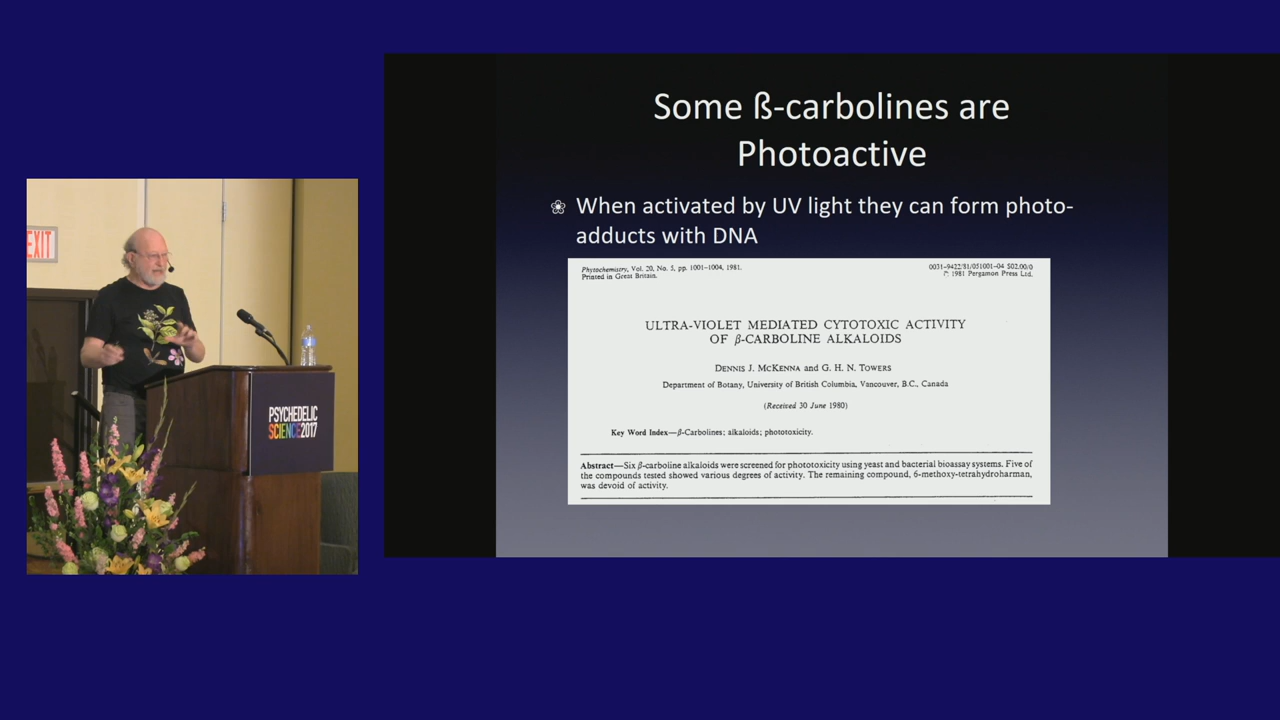 EXIT
PSYCHEDELIC
SCIENCE2017
Some ß-carbolines are
Photoactive
When activated by UV light they can form photo-
adducts with DNA
Phytochemistry, Vol. 20, No. 5, pp. 1001–1004, 1981.
Printed in Great Britain.
0031–9422/81/051001–04 $02.00/0
© 1981 Pergamon Press Ltd.
ULTRA-VIOLET MEDIATED CYTOTOXIC ACTIVITY
OF β-CARBOLINE ALKALOIDS
DENNIS J. McKENNA and G. H. N. TOWERS
Department of Botany, University of British Columbia, Vancouver, B.C., Canada
(Received 30 June 1980)
Key Word Index—β-Carbolines; alkaloids; phototoxicity.
Abstract—Six β-carboline alkaloids were screened for phototoxicity using yeast and bacterial bioassay systems. Five of
the compounds tested showed various degrees of activity. The remaining compound, 6-methoxy-tetrahydroharman,
was devoid of activity.